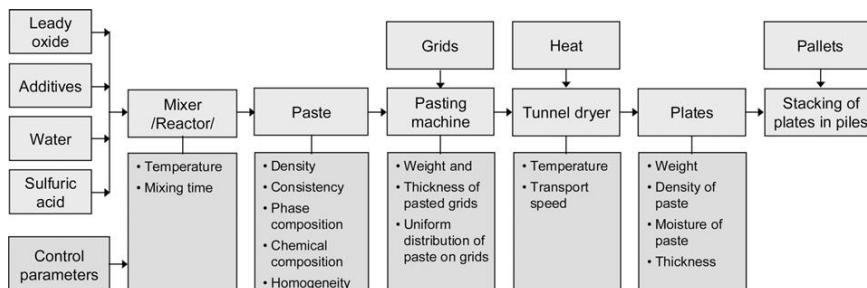 Leady
oxide
Additives
Water
Sulfuric
acid
Control
parameters
Mixer
/Reactor/
• Temperature
• Mixing time
Paste
• Density
• Consistency
• Phase
composition
• Chemical
composition
• Homogeneity
Grids
Pasting
machine
• Weight and
• Thickness of
pasted grids
• Uniform
distribution of
paste on grids
Heat
Tunnel dryer
• Temperature
• Transport
speed
Plates
• Weight
• Density of
paste
• Moisture of
paste
• Thickness
Pallets
Stacking of
plates in piles